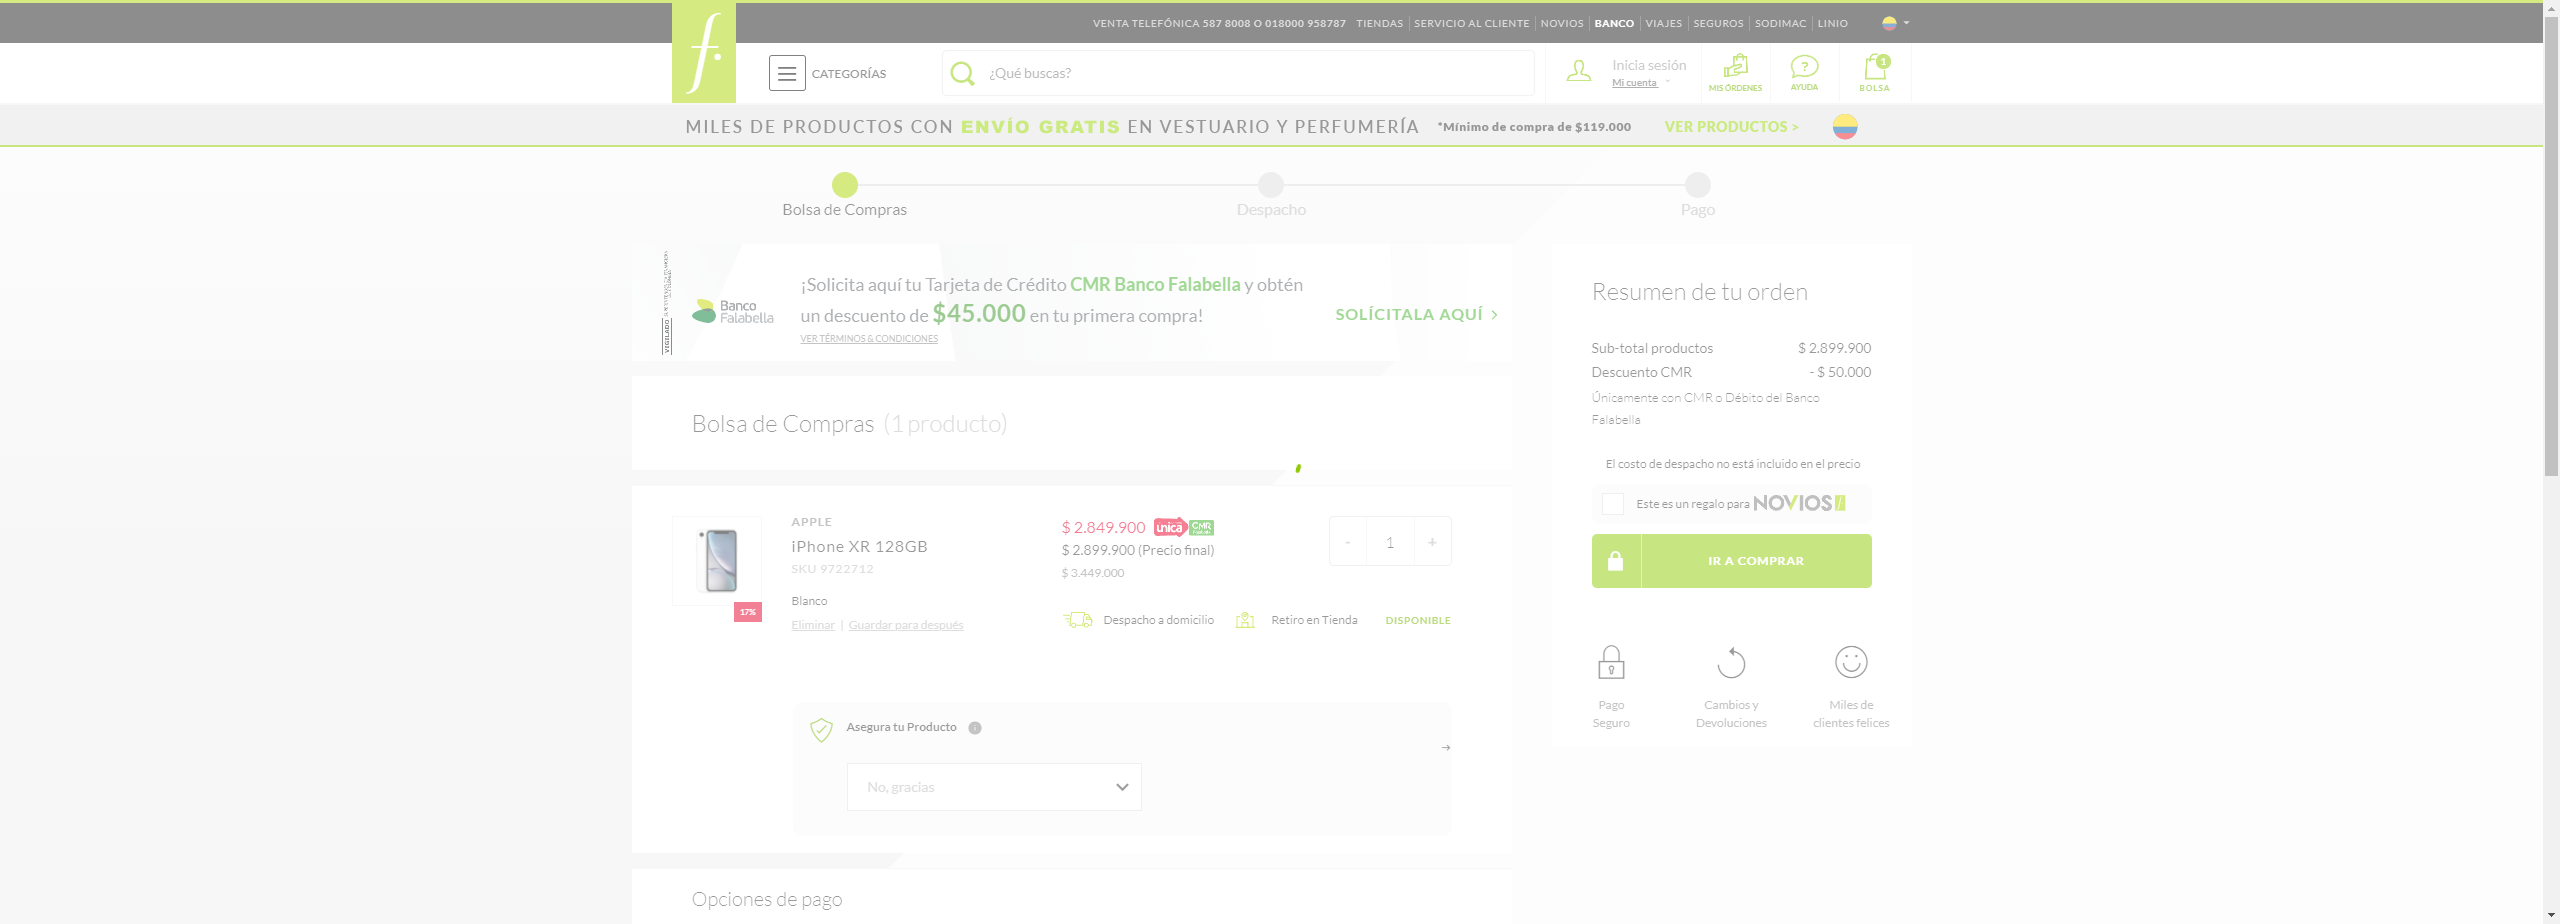 VENTA TELEFÓNICA 587 8008 O 018000 958787 TIENDAS SERVICIO AL CLIENTE NOVIOS BANCO VIAJES SEGUROS SODIMAC LINIO
f.
CATEGORÍAS
¿Qué buscas?
Inicia sesión
Mi cuenta
MIS ÓRDENES
AYUDA
1
BOLSA
MILES DE PRODUCTOS CON ENVÍO GRATIS EN VESTUARIO Y PERFUMERÍA *Mínimo de compra de $119.000 VER PRODUCTOS >
Bolsa de Compras
Despacho
Pago
VIGILADO
Banco
Falabella
¡Solicita aquí tu Tarjeta de Crédito CMR Banco Falabella y obtén
un descuento de $45.000 en tu primera compra!
VER TÉRMINOS & CONDICIONES
SOLÍCITALA AQUÍ >
Bolsa de Compras (1 producto)
APPLE
iPhone XR 128GB
SKU 9722712
17%
Blanco
Eliminar | Guardar para después
$ 2.849.900 única CMR
$ 2.899.900 (Precio final)
$ 3.449.000
- 1 +
Despacho a domicilio
Retiro en Tienda
DISPONIBLE
Asegura tu Producto
No, gracias
Opciones de pago
Resumen de tu orden
Sub-total productos $ 2.899.900
Descuento CMR - $ 50.000
Únicamente con CMR o Débito del Banco
Falabella
El costo de despacho no está incluido en el precio
Este es un regalo para NOVIOS f
IR A COMPRAR
Pago
Seguro
Cambios y
Devoluciones
Miles de
clientes felices